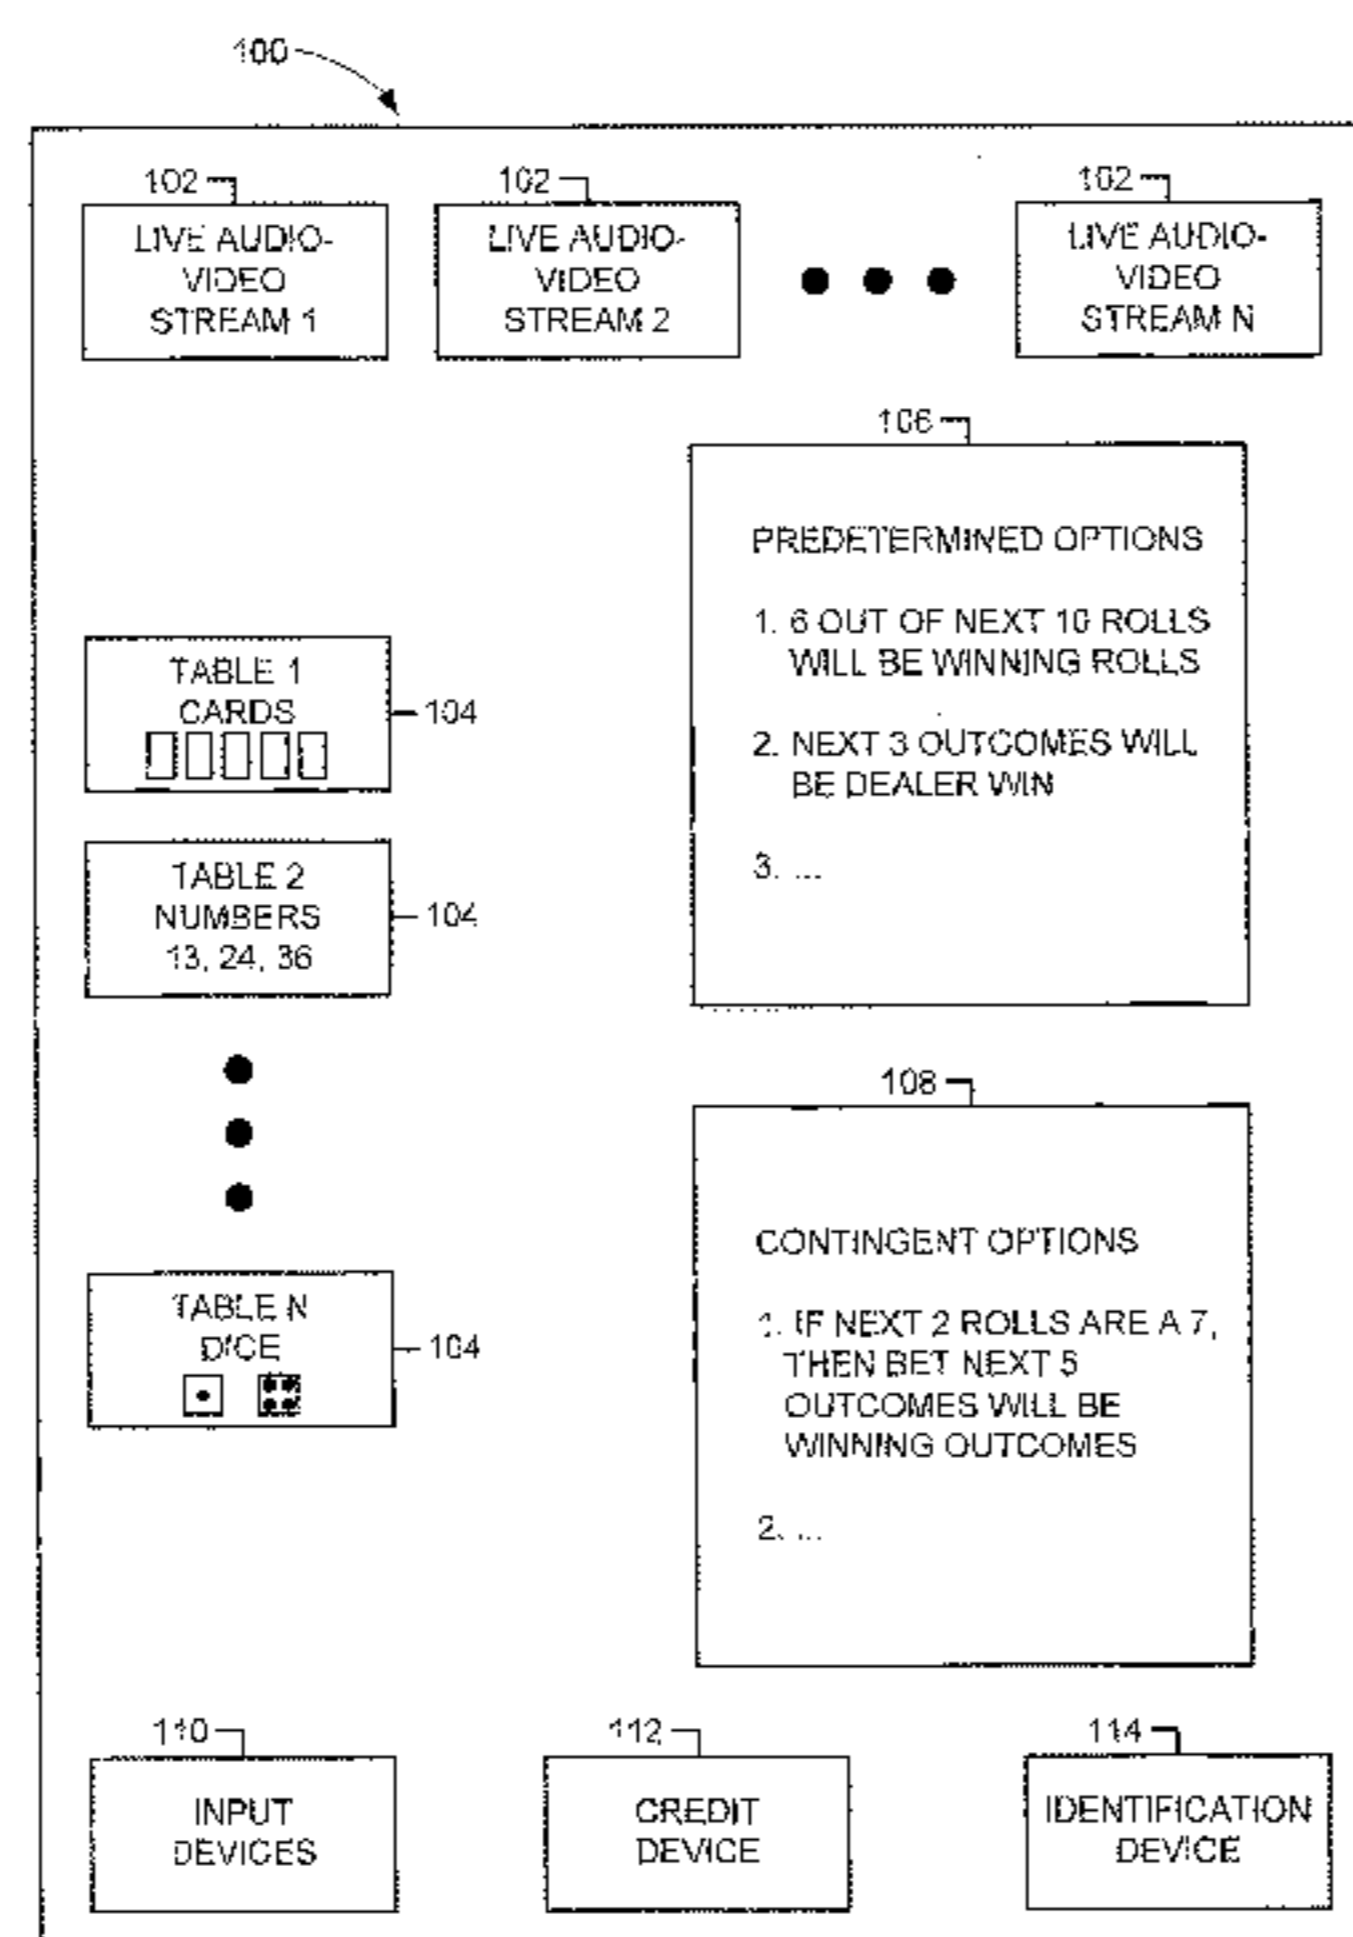 100
102
102
102
LIVE AUDIO-
VIDEO
STREAM 1
LIVE AUDIO-
VIDEO
STREAM 2
LIVE AUDIO-
VIDEO
STREAM N
106
PREDETERMINED OPTIONS
1. 6 OUT OF NEXT 10 ROLLS
WILL BE WINNING ROLLS
2. NEXT 3 OUTCOMES WILL
BE DEALER WIN
3. ...
TABLE 1
CARDS
104
TABLE 2
NUMBERS
13, 24, 36
104
TABLE N
DICE
104
108
CONTINGENT OPTIONS
1. IF NEXT 2 ROLLS ARE A 7,
THEN BET NEXT 5
OUTCOMES WILL BE
WINNING OUTCOMES
2. ...
110
INPUT
DEVICES
112
CREDIT
DEVICE
114
IDENTIFICATION
DEVICE